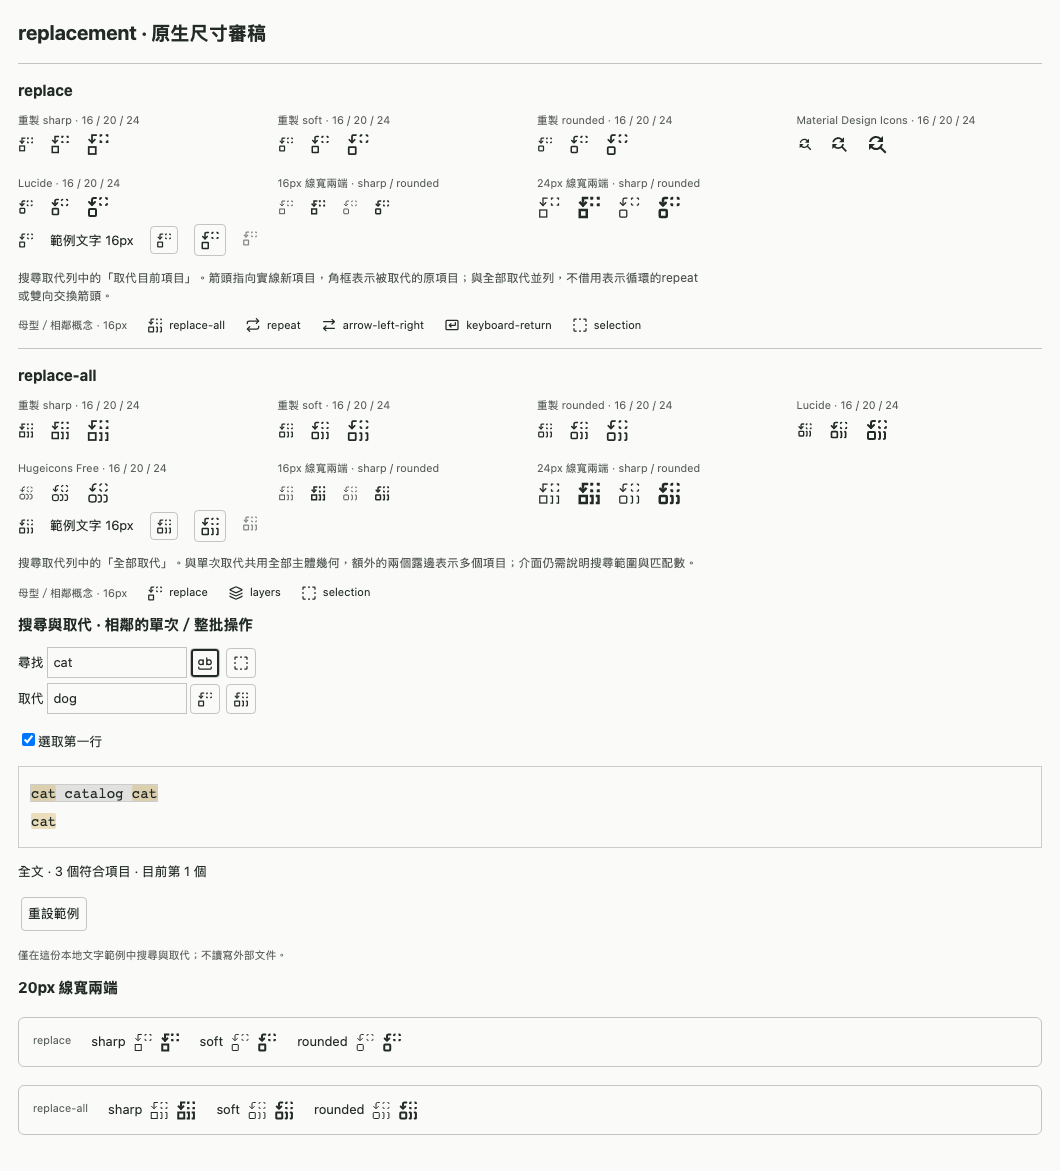 replacement · 原生尺寸審稿
replace
重製 sharp · 16 / 20 / 24
重製 soft · 16 / 20 / 24
重製 rounded · 16 / 20 / 24
Material Design Icons · 16 / 20 / 24
Lucide · 16 / 20 / 24
16px 線寬兩端 · sharp / rounded
24px 線寬兩端 · sharp / rounded
範例文字 16px
搜尋取代列中的「取代目前項目」。箭頭指向實線新項目，角框表示被取代的原項目；與全部取代並列，不借用表示循環的repeat
或雙向交換箭頭。
母型 / 相鄰概念 · 16px
replace-all
repeat
arrow-left-right
keyboard-return
selection
replace-all
重製 sharp · 16 / 20 / 24
重製 soft · 16 / 20 / 24
重製 rounded · 16 / 20 / 24
Lucide · 16 / 20 / 24
Hugeicons Free · 16 / 20 / 24
16px 線寬兩端 · sharp / rounded
24px 線寬兩端 · sharp / rounded
範例文字 16px
搜尋取代列中的「全部取代」。與單次取代共用全部主體幾何，額外的兩個露邊表示多個項目；介面仍需說明搜尋範圍與匹配數。
母型 / 相鄰概念 · 16px
replace
layers
selection
搜尋與取代 · 相鄰的單次 / 整批操作
尋找 cat ab
取代 dog
選取第一行
cat catalog cat
cat
全文 · 3 個符合項目 · 目前第 1 個
重設範例
僅在這份本地文字範例中搜尋與取代；不讀寫外部文件。
20px 線寬兩端
replace sharp soft rounded
replace-all sharp soft rounded